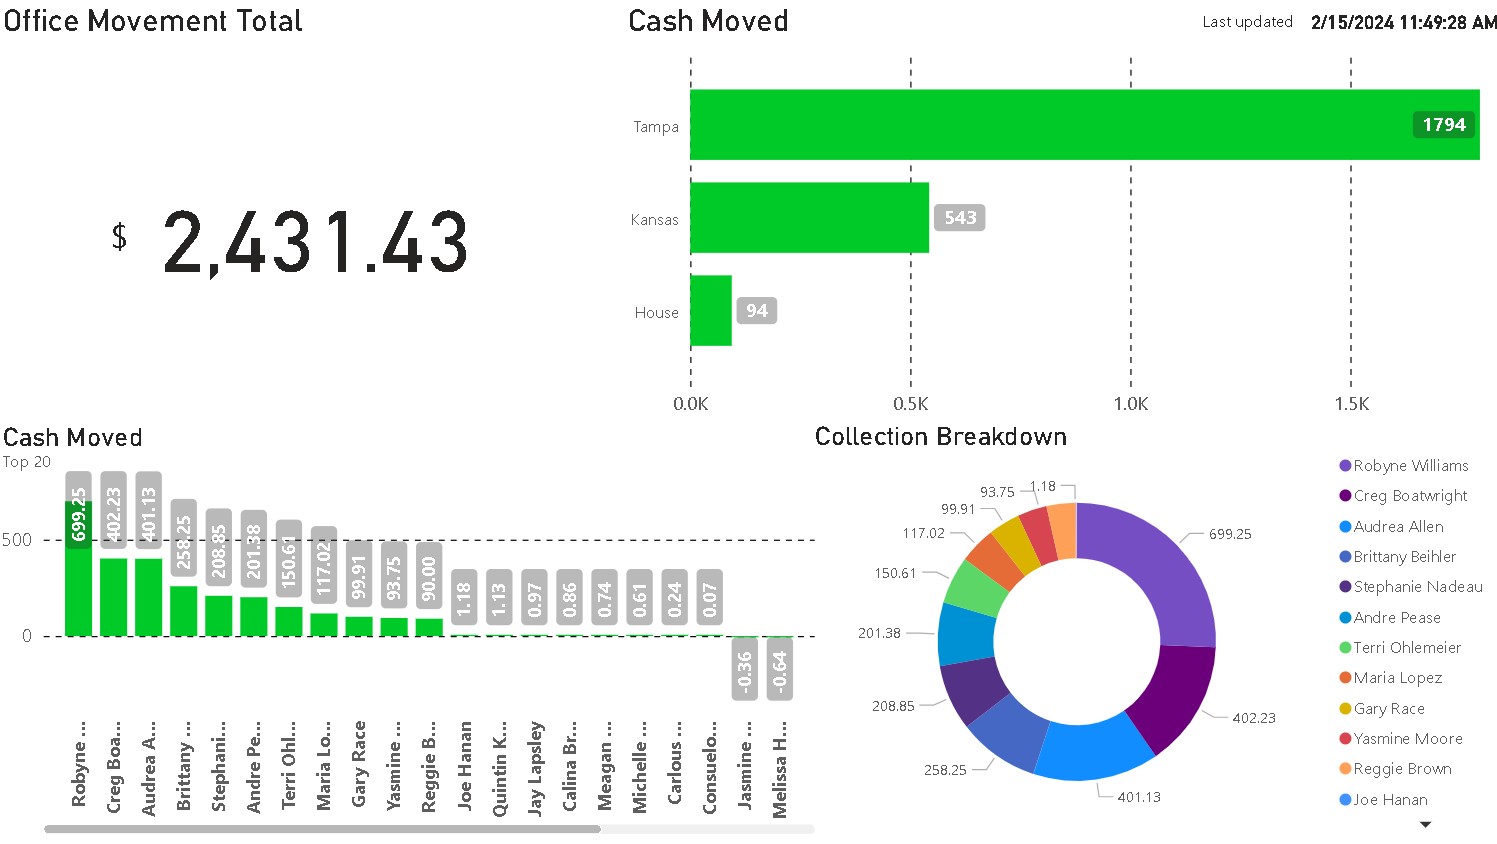 Office Movement Total
$ 2,431.43
Cash Moved
Last updated 2/15/2024 11:49:28 AM
Tampa 1794
Kansas 543
House 94
0.0K 0.5K 1.0K 1.5K
Cash Moved
Top 20
500
0
699.25 402.23 401.13 258.25 208.85 201.38 150.61 117.02 99.91 93.75 90.00 1.18 1.13 0.97 0.86 0.74 0.61 0.24 0.07 -0.36 -0.64
Robyne ...
Creg Boa...
Audrea A...
Brittany ...
Stephani...
Andre Pe...
Terri Ohl...
Maria Lo...
Gary Race
Yasmine ...
Reggie B...
Joe Hanan
Quintin K...
Jay Lapsley
Calina Br...
Meagan ...
Michelle ...
Carlous ...
Consuelo...
Jasmine ...
Melissa H...
Collection Breakdown
699.25
402.23
401.13
258.25
208.85
201.38
150.61
117.02
99.91
93.75
1.18
Robyne Williams
Creg Boatwright
Audrea Allen
Brittany Beihler
Stephanie Nadeau
Andre Pease
Terri Ohlemeier
Maria Lopez
Gary Race
Yasmine Moore
Reggie Brown
Joe Hanan